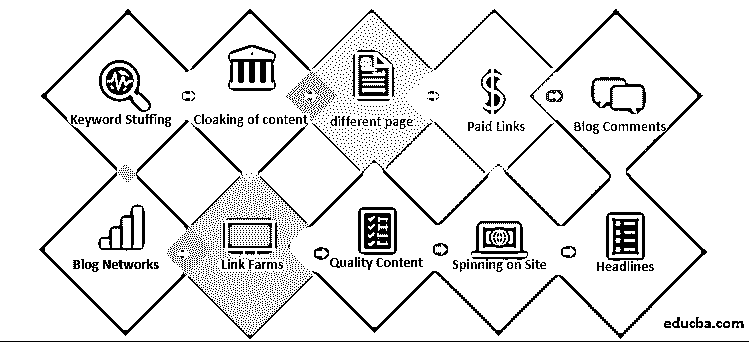 Keyword Stuffing
Cloaking of content
different page
Paid Links
Blog Comments
Blog Networks
Link Farms
Quality Content
Spinning on Site
Headlines
educba.com